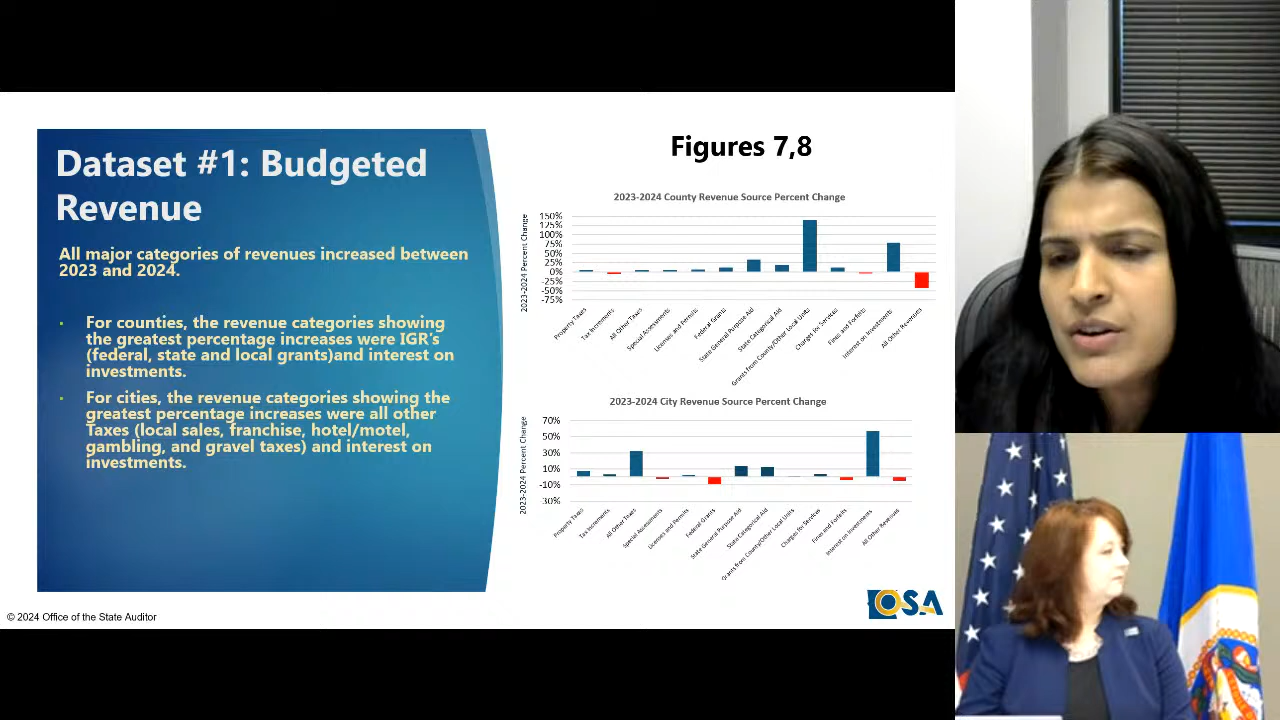 Dataset #1: Budgeted
Revenue
All major categories of revenues increased between
2023 and 2024.
• For counties, the revenue categories showing
the greatest percentage increases were IGR's
(federal, state and local grants)and interest on
investments.
• For cities, the revenue categories showing the
greatest percentage increases were all other
Taxes (local sales, franchise, hotel/motel,
gambling, and gravel taxes) and interest on
investments.
Figures 7,8
2023-2024 County Revenue Source Percent Change
2023-2024 Percent Change
150%
125%
100%
75%
50%
25%
0%
-25%
-50%
-75%
Property Taxes
Tax Increments
All Other Taxes
Special Assessments
Licenses and Permits
Federal Grants
State General Purpose Aid
State Categorical Aid
Grants from County/Other Local Units
Charges for Services
Fines and Forfeits
Interest on Investments
All Other Revenues
2023-2024 City Revenue Source Percent Change
2023-2024 Percent Change
70%
50%
30%
10%
-10%
30%
Property Taxes
Tax Increments
All Other Taxes
Special Assessments
Licenses and Permits
Federal Grants
State General Purpose Aid
State Categorical Aid
Grants from County/Other Local Units
Charges for Services
Fines and Forfeits
Interest on Investments
All Other Revenues
OSA
© 2024 Office of the State Auditor